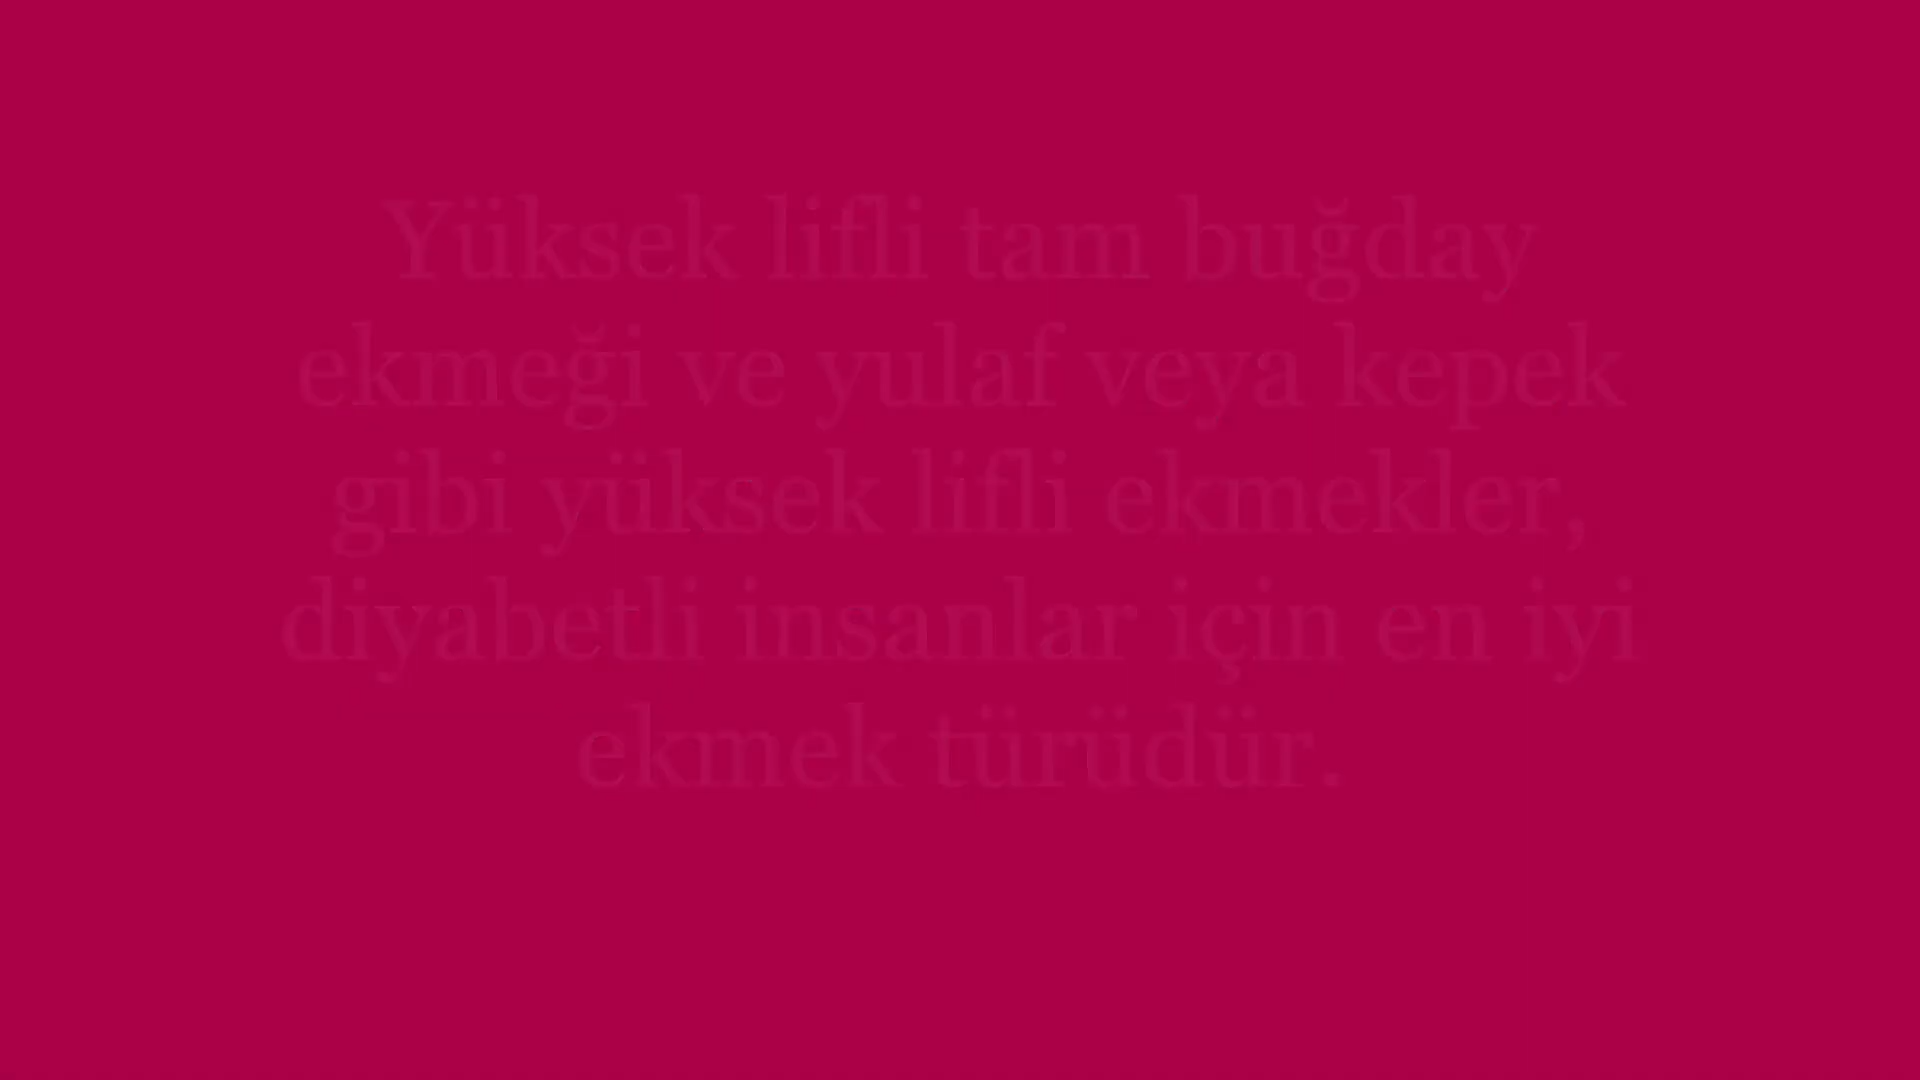 Yüksek lifli tam buğday
ekmeği ve yulaf veya kepek
gibi yüksek lifli ekmekler,
diyabetli insanlar için en iyi
ekmek türüdür.